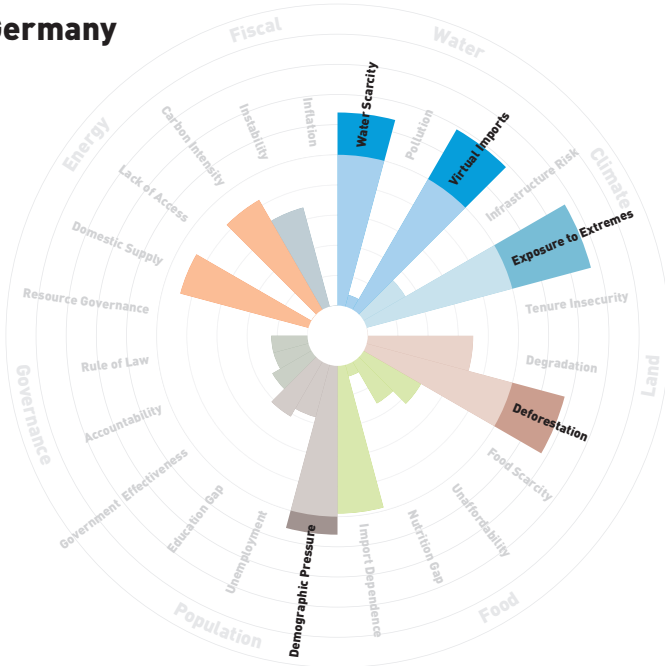 Germany
Fiscal
Water
Climate
Land
Food
Population
Governance
Energy
Water Scarcity
Pollution
Virtual Imports
Infrastructure Risk
Exposure to Extremes
Tenure Insecurity
Degradation
Deforestation
Food Scarcity
Unaffordability
Nutrition Gap
Import Dependence
Demographic Pressure
Unemployment
Education Gap
Government Effectiveness
Accountability
Rule of Law
Resource Governance
Domestic Supply
Lack of Access
Carbon Intensity
Instability
Inflation